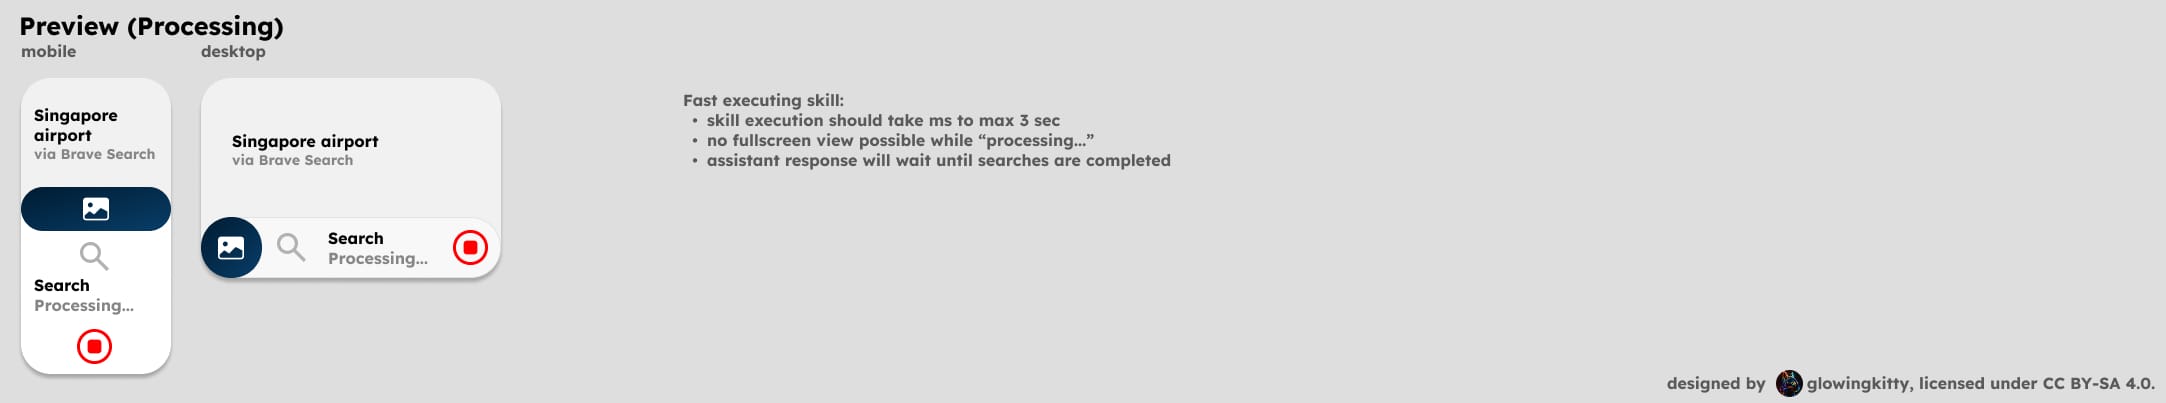 Preview (Processing)
mobile
desktop
Singapore
airport
via Brave Search
Search
Processing...
Singapore airport
via Brave Search
Search
Processing...
Fast executing skill:
• skill execution should take ms to max 3 sec
• no fullscreen view possible while “processing...”
• assistant response will wait until searches are completed
designed by glowingkitty, licensed under CC BY-SA 4.0.